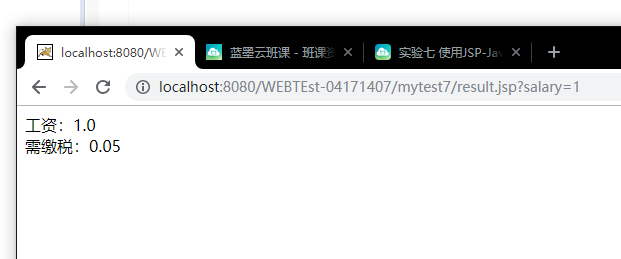 localhost:8080/WE
蓝墨云班课 - 班课
实验七 使用JSP-Jav
localhost:8080/WEBTEst-04171407/mytest7/result.jsp?salary=1
工资：1.0
需缴税：0.05